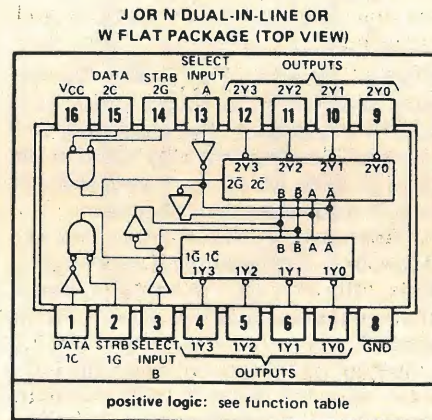 J OR N DUAL-IN-LINE OR
W FLAT PACKAGE (TOP VIEW)
SELECT
DATA STRB INPUT OUTPUTS
VCC 2C 2G A 2Y3 2Y2 2Y1 2Y0
16 15 14 13 12 11 10 9
2Y3 2Y2 2Y1 2Y0
2G̅ 2C̅
B B̅ A A̅
B B̅ A A̅
1G̅ 1C̅
1Y3 1Y2 1Y1 1Y0
1 2 3 4 5 6 7 8
DATA STRB SELECT 1Y3 1Y2 1Y1 1Y0 GND
1C 1G INPUT OUTPUTS
B
positive logic: see function table